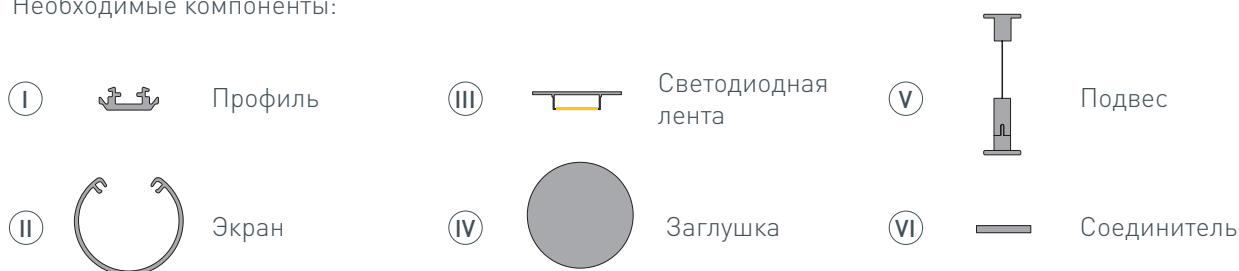 Необходимые компоненты:
I Профиль
III Светодиодная
лента
V Подвес
II Экран
IV Заглушка
VI Соединитель